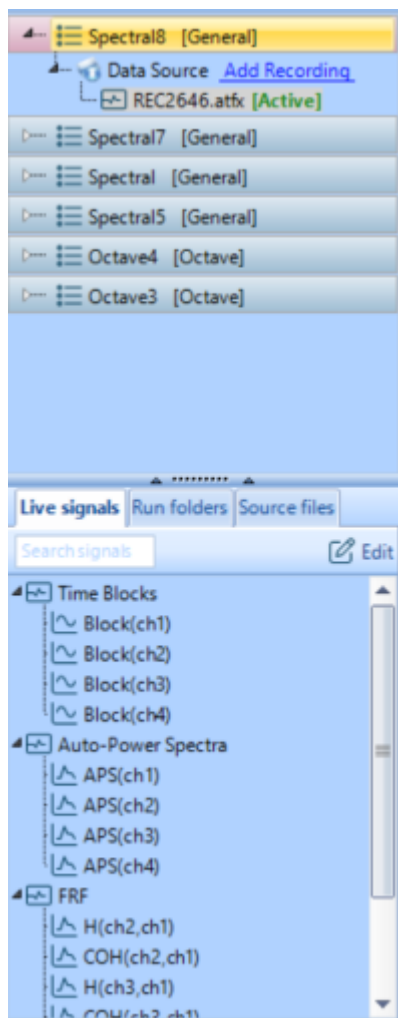 Spectral8 [General]
Data Source Add Recording
REC2646.atfx [Active]
Spectral7 [General]
Spectral [General]
Spectral5 [General]
Octave4 [Octave]
Octave3 [Octave]
Live signals Run folders Source files
Search signals Edit
Time Blocks
Block(ch1)
Block(ch2)
Block(ch3)
Block(ch4)
Auto-Power Spectra
APS(ch1)
APS(ch2)
APS(ch3)
APS(ch4)
FRF
H(ch2,ch1)
COH(ch2,ch1)
H(ch3,ch1)
COH(ch3,ch1)